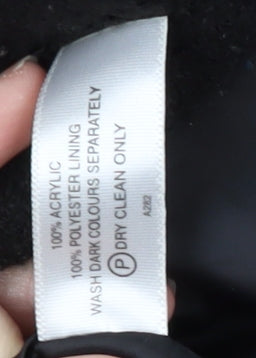 100% ACRYLIC
100% POLYESTER LINING
WASH DARK COLOURS SEPARATELY
Ⓟ DRY CLEAN ONLY
A282